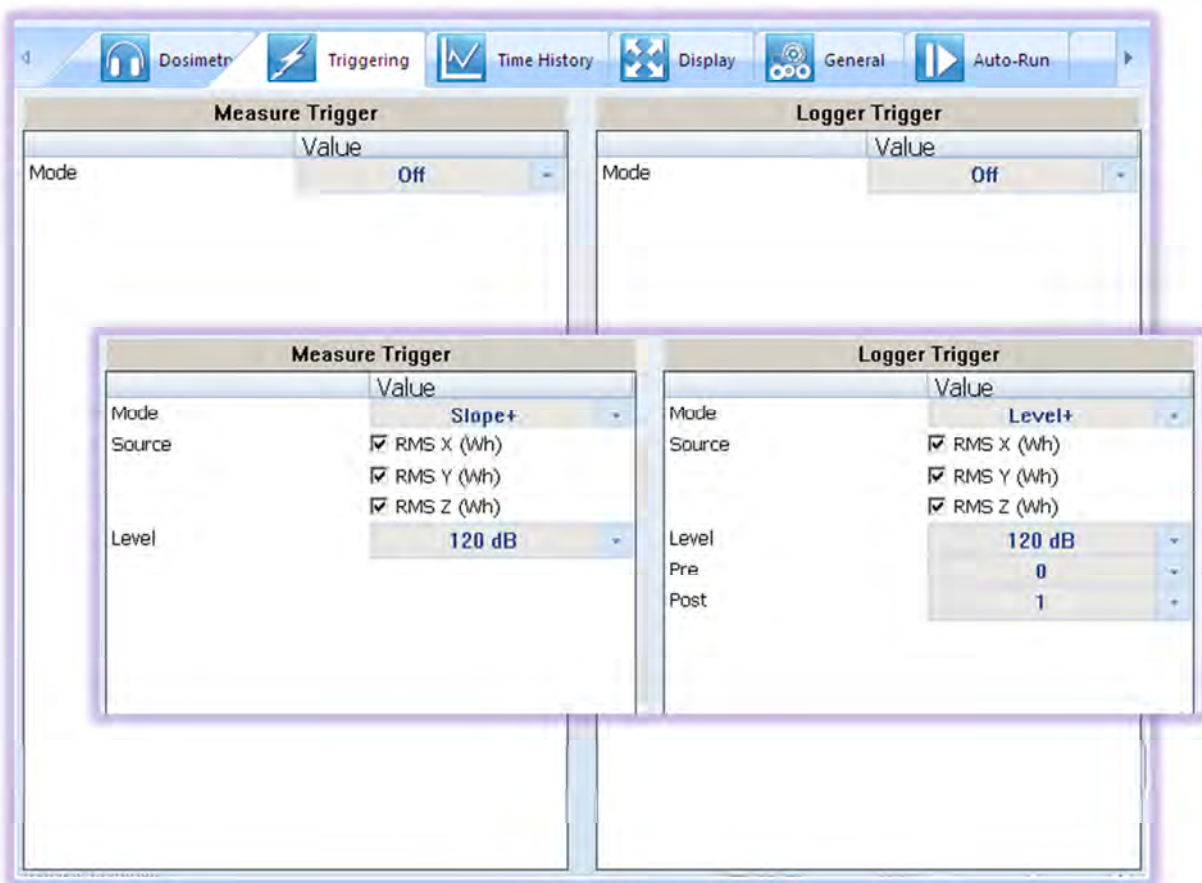 Dosimetr Triggering Time History Display General Auto-Run
Measure Trigger
Value
Mode Off
Logger Trigger
Value
Mode Off
Measure Trigger
Value
Mode Slope+
Source RMS X (Wh)
RMS Y (Wh)
RMS Z (Wh)
Level 120 dB
Logger Trigger
Value
Mode Level+
Source RMS X (Wh)
RMS Y (Wh)
RMS Z (Wh)
Level 120 dB
Pre 0
Post 1